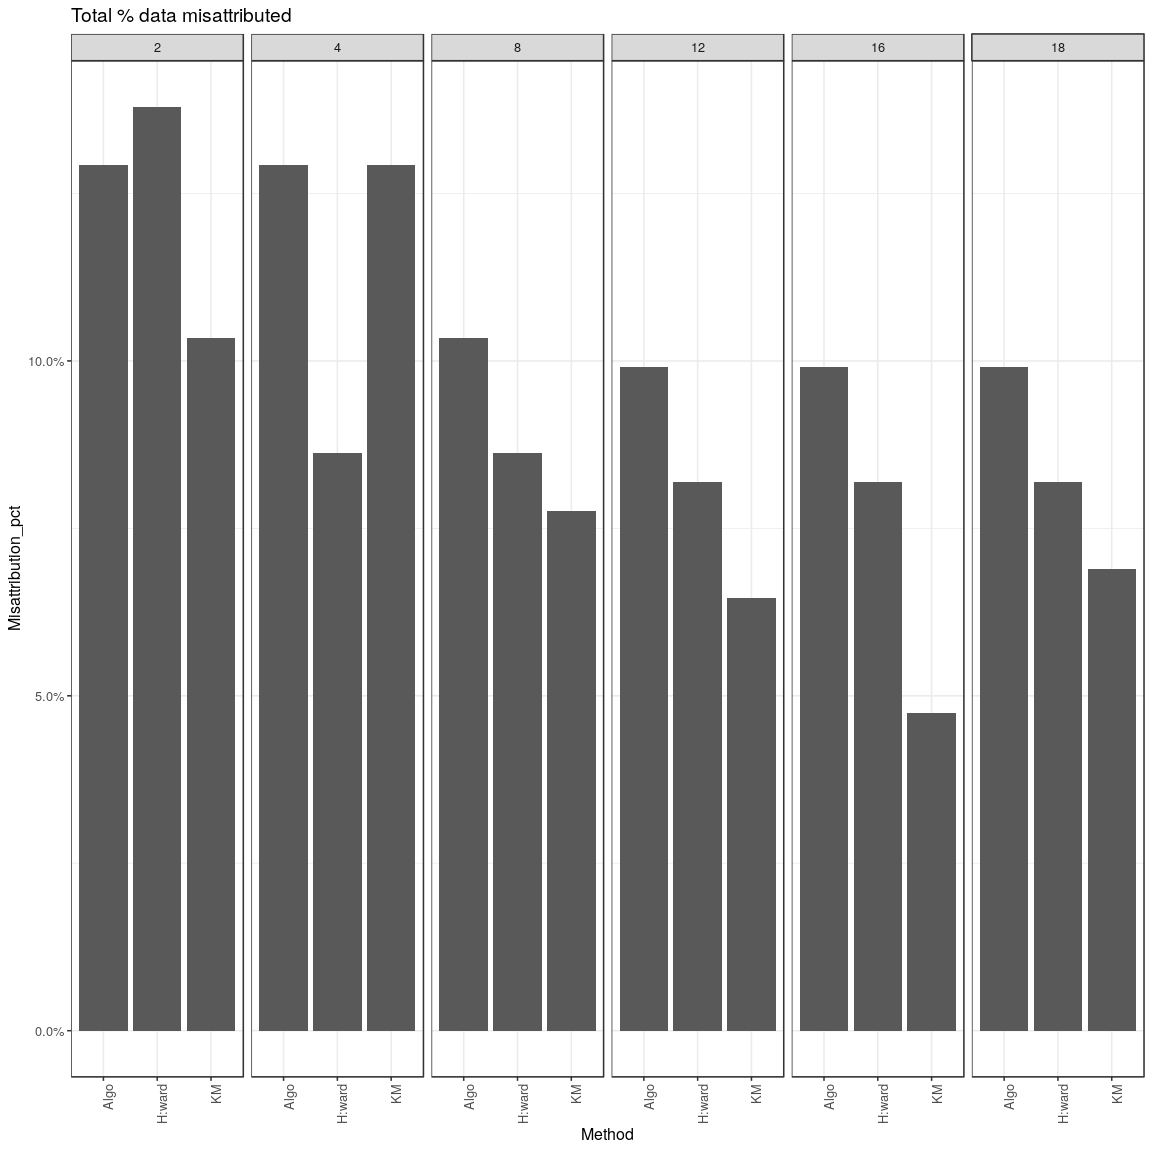 Total % data misattributed
2 4 8 12 16 18
Misattribution_pct
10.0%
5.0%
0.0%
Algo H:ward KM Algo H:ward KM Algo H:ward KM Algo H:ward KM Algo H:ward KM Algo H:ward KM
Method